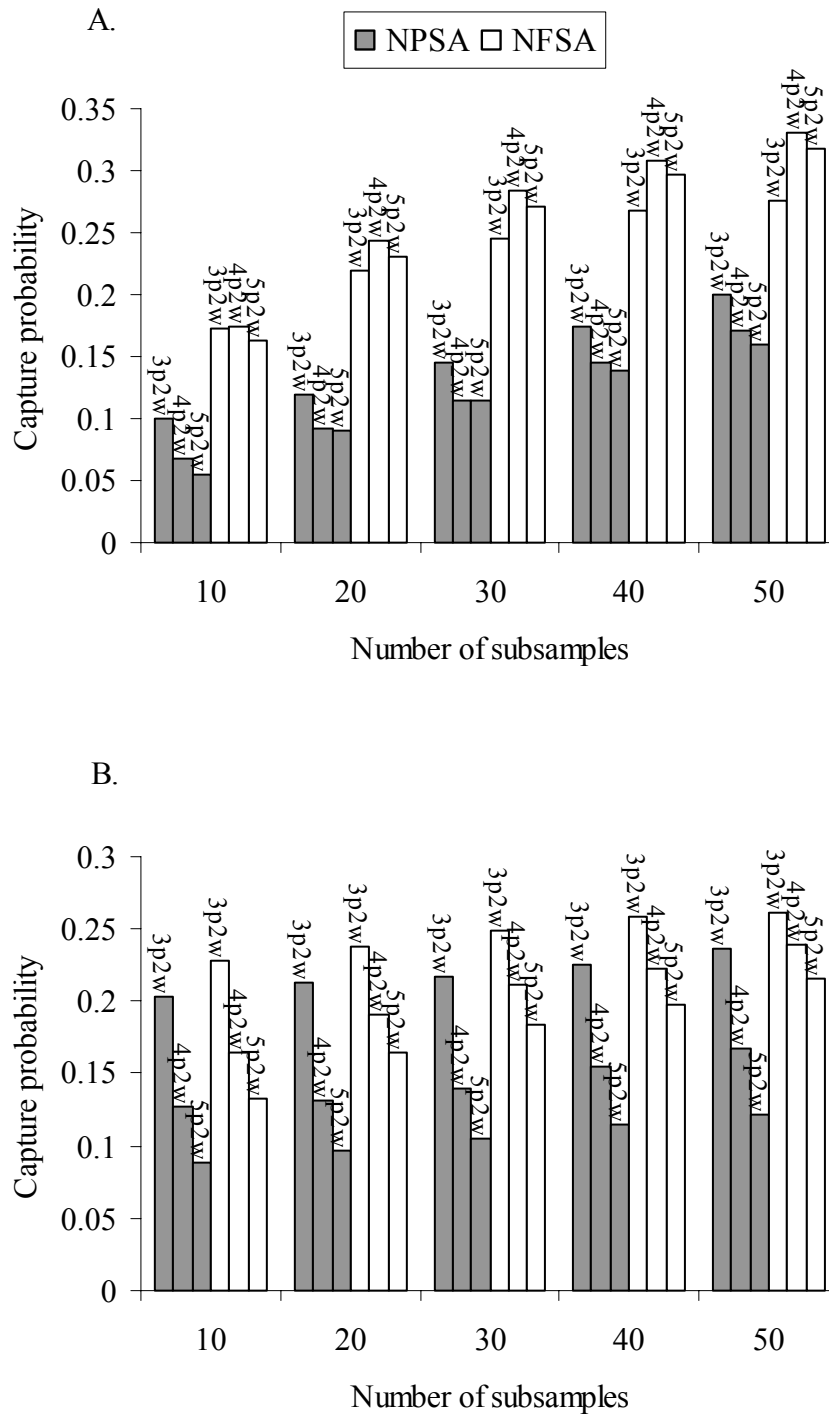 A.
NPSA NFSA
0.35
0.3
0.25
0.2
0.15
0.1
0.05
0
Capture probability
3p2w 4p2w 5p2w 3p2w 4p2w 5p2w
3p2w 4p2w 5p2w 3p2w 4p2w 5p2w
3p2w 4p2w 5p2w 3p2w 4p2w 5p2w
3p2w 4p2w 5p2w 3p2w 4p2w 5p2w
3p2w 4p2w 5p2w 3p2w 4p2w 5p2w
10 20 30 40 50
Number of subsamples
B.
0.3
0.25
0.2
0.15
0.1
0.05
0
Capture probability
3p2w 4p2w 5p2w 3p2w 4p2w 5p2w
3p2w 4p2w 5p2w 3p2w 4p2w 5p2w
3p2w 4p2w 5p2w 3p2w 4p2w 5p2w
3p2w 4p2w 5p2w 3p2w 4p2w 5p2w
3p2w 4p2w 5p2w 3p2w 4p2w 5p2w
10 20 30 40 50
Number of subsamples